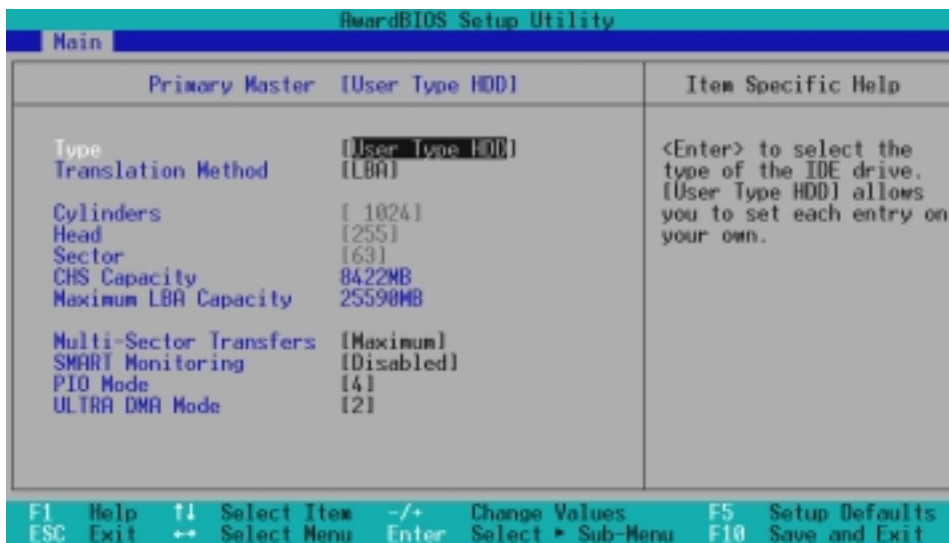 AwardBIOS Setup Utility
Main
Primary Master [User Type HDD]
Item Specific Help
Type [User Type HDD]
Translation Method [LBA]
Cylinders [ 1024]
Head [255]
Sector [63]
CHS Capacity 8422MB
Maximum LBA Capacity 25590MB
Multi-Sector Transfers [Maximum]
SMART Monitoring [Disabled]
PIO Mode [4]
ULTRA DMA Mode [2]
<Enter> to select the
type of the IDE drive.
[User Type HDD] allows
you to set each entry on
your own.
F1 Help ↑↓ Select Item -/+ Change Values F5 Setup Defaults
ESC Exit ↔ Select Menu Enter Select ► Sub-Menu F10 Save and Exit